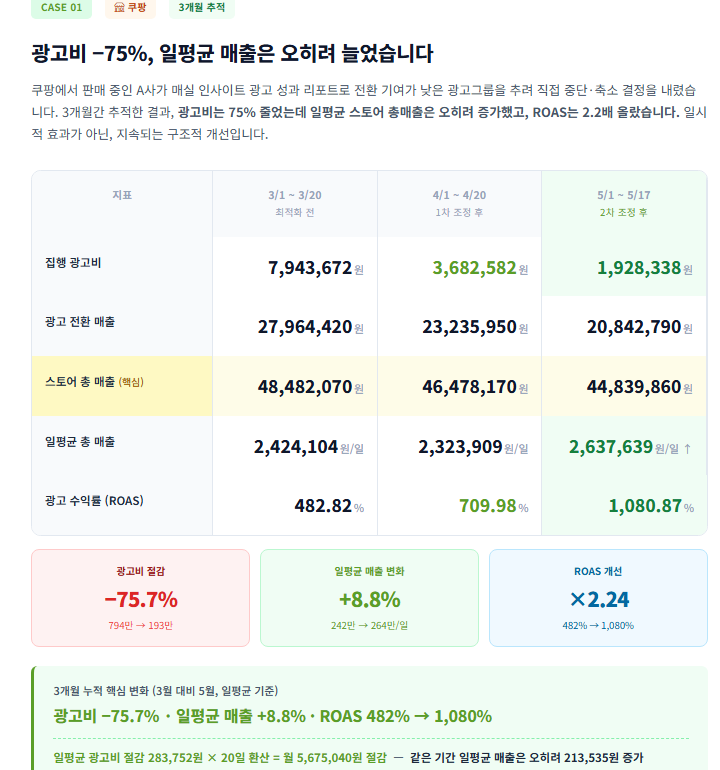 CASE 01 쿠팡 3개월 추적
광고비 −75%, 일평균 매출은 오히려 늘었습니다
쿠팡에서 판매 중인 A사가 매실 인사이트 광고 성과 리포트로 전환 기여가 낮은 광고그룹을 추려 직접 중단·축소 결정을 내렸습
니다. 3개월간 추적한 결과, 광고비는 75% 줄었는데 일평균 스토어 총매출은 오히려 증가했고, ROAS는 2.2배 올랐습니다. 일시
적 효과가 아닌, 지속되는 구조적 개선입니다.
지표 3/1 ~ 3/20 4/1 ~ 4/20 5/1 ~ 5/17
최적화 전 1차 조정 후 2차 조정 후
집행 광고비 7,943,672원 3,682,582원 1,928,338원
광고 전환 매출 27,964,420원 23,235,950원 20,842,790원
스토어 총 매출 (핵심) 48,482,070원 46,478,170원 44,839,860원
일평균 총 매출 2,424,104원/일 2,323,909원/일 2,637,639원/일 ↑
광고 수익률 (ROAS) 482.82% 709.98% 1,080.87%
광고비 절감 일평균 매출 변화 ROAS 개선
−75.7% +8.8% ×2.24
794만 → 193만 242만 → 264만/일 482% → 1,080%
3개월 누적 핵심 변화 (3월 대비 5월, 일평균 기준)
광고비 −75.7% · 일평균 매출 +8.8% · ROAS 482% → 1,080%
일평균 광고비 절감 283,752원 × 20일 환산 = 월 5,675,040원 절감 — 같은 기간 일평균 매출은 오히려 213,535원 증가